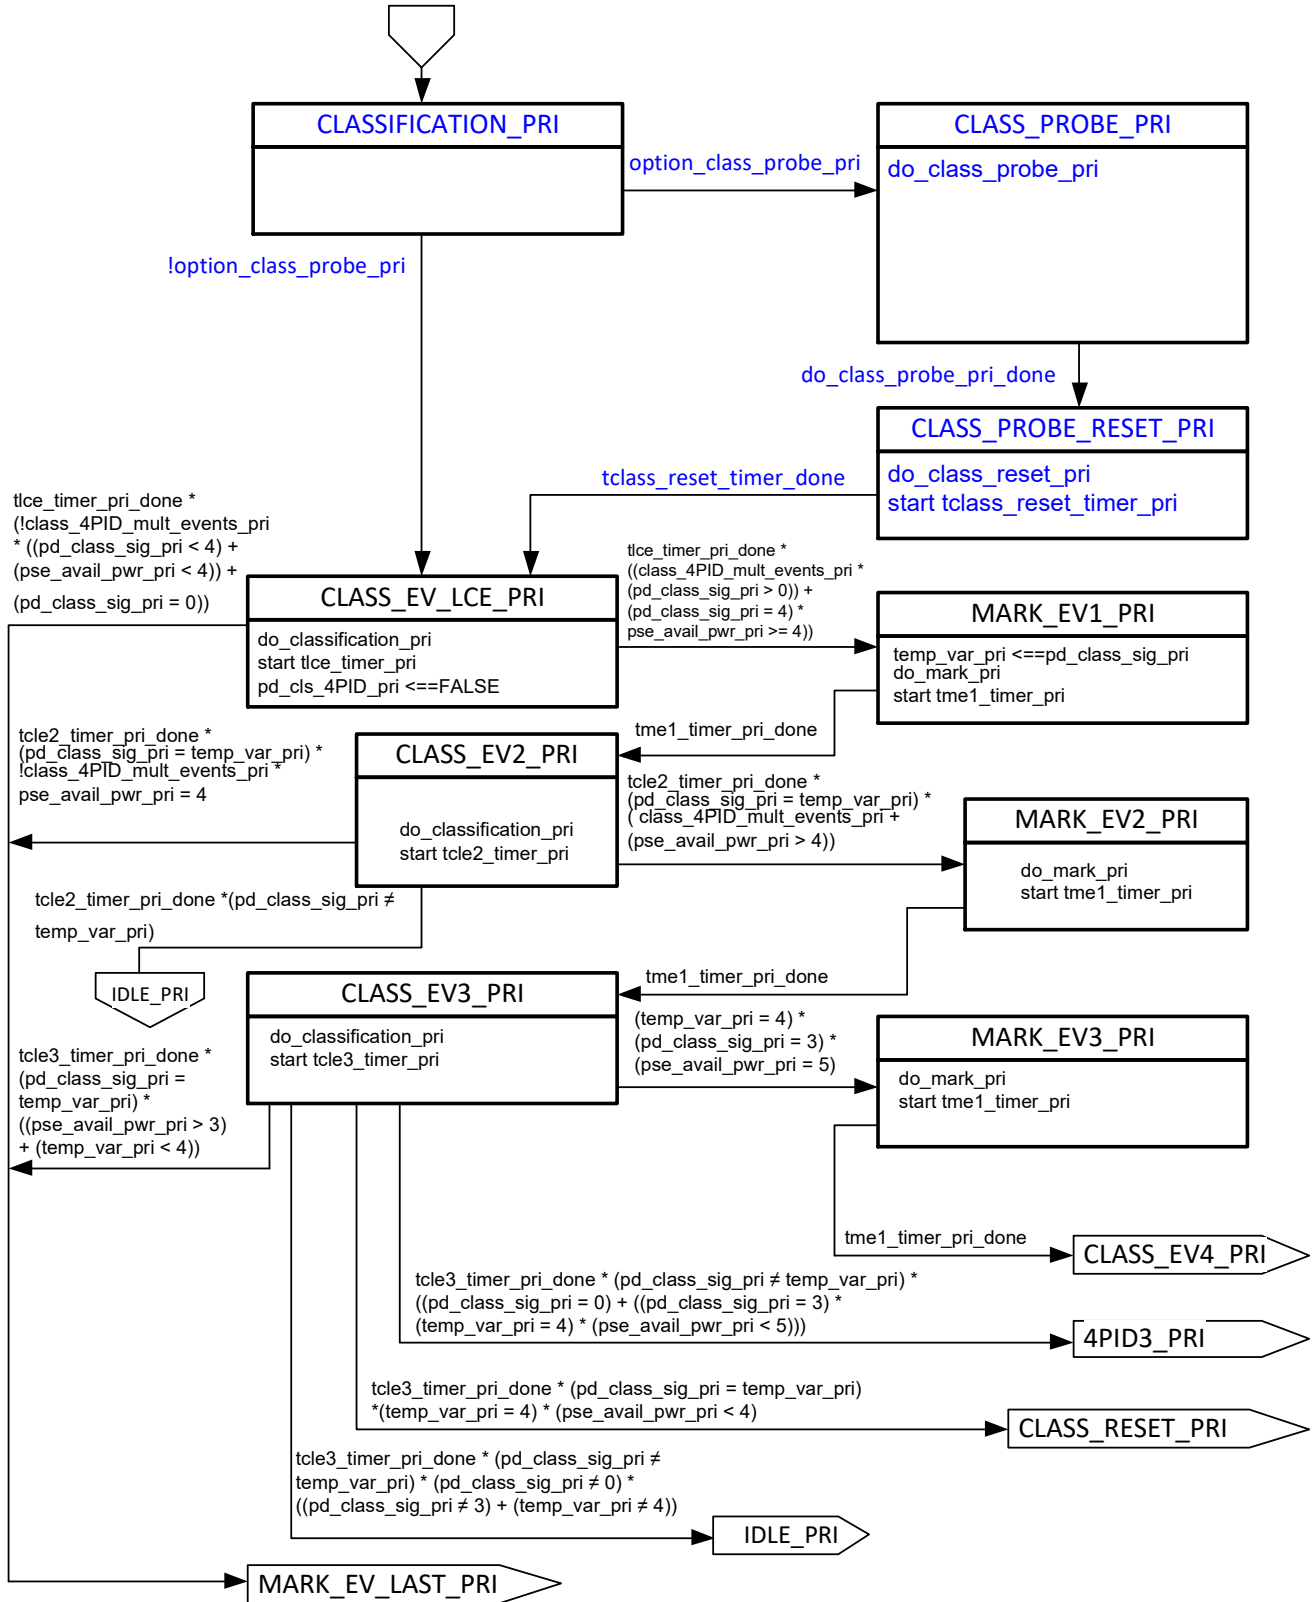 CLASSIFICATION_PRI
CLASS_PROBE_PRI
do_class_probe_pri
option_class_probe_pri
!option_class_probe_pri
do_class_probe_pri_done
CLASS_PROBE_RESET_PRI
do_class_reset_pri
start tclass_reset_timer_pri
tclass_reset_timer_done
tlce_timer_pri_done *
(!class_4PID_mult_events_pri
* ((pd_class_sig_pri < 4) +
(pse_avail_pwr_pri < 4)) +
(pd_class_sig_pri = 0))
CLASS_EV_LCE_PRI
do_classification_pri
start tlce_timer_pri
pd_cls_4PID_pri <==FALSE
tlce_timer_pri_done *
((class_4PID_mult_events_pri *
(pd_class_sig_pri > 0)) +
(pd_class_sig_pri = 4) *
pse_avail_pwr_pri >= 4))
MARK_EV1_PRI
temp_var_pri <==pd_class_sig_pri
do_mark_pri
start tme1_timer_pri
tme1_timer_pri_done
tcle2_timer_pri_done *
(pd_class_sig_pri = temp_var_pri) *
!class_4PID_mult_events_pri *
pse_avail_pwr_pri = 4
CLASS_EV2_PRI
do_classification_pri
start tcle2_timer_pri
tcle2_timer_pri_done *
(pd_class_sig_pri = temp_var_pri) *
( class_4PID_mult_events_pri +
(pse_avail_pwr_pri > 4))
MARK_EV2_PRI
do_mark_pri
start tme1_timer_pri
tcle2_timer_pri_done *(pd_class_sig_pri ≠
temp_var_pri)
IDLE_PRI
tme1_timer_pri_done
CLASS_EV3_PRI
do_classification_pri
start tcle3_timer_pri
(temp_var_pri = 4) *
(pd_class_sig_pri = 3) *
(pse_avail_pwr_pri = 5)
MARK_EV3_PRI
do_mark_pri
start tme1_timer_pri
tcle3_timer_pri_done *
(pd_class_sig_pri =
temp_var_pri) *
((pse_avail_pwr_pri > 3)
+ (temp_var_pri < 4))
tme1_timer_pri_done
CLASS_EV4_PRI
tcle3_timer_pri_done * (pd_class_sig_pri ≠ temp_var_pri) *
((pd_class_sig_pri = 0) + ((pd_class_sig_pri = 3) *
(temp_var_pri = 4) * (pse_avail_pwr_pri < 5)))
4PID3_PRI
tcle3_timer_pri_done * (pd_class_sig_pri = temp_var_pri)
*(temp_var_pri = 4) * (pse_avail_pwr_pri < 4)
CLASS_RESET_PRI
tcle3_timer_pri_done * (pd_class_sig_pri ≠
temp_var_pri) * (pd_class_sig_pri ≠ 0) *
((pd_class_sig_pri ≠ 3) + (temp_var_pri ≠ 4))
IDLE_PRI
MARK_EV_LAST_PRI